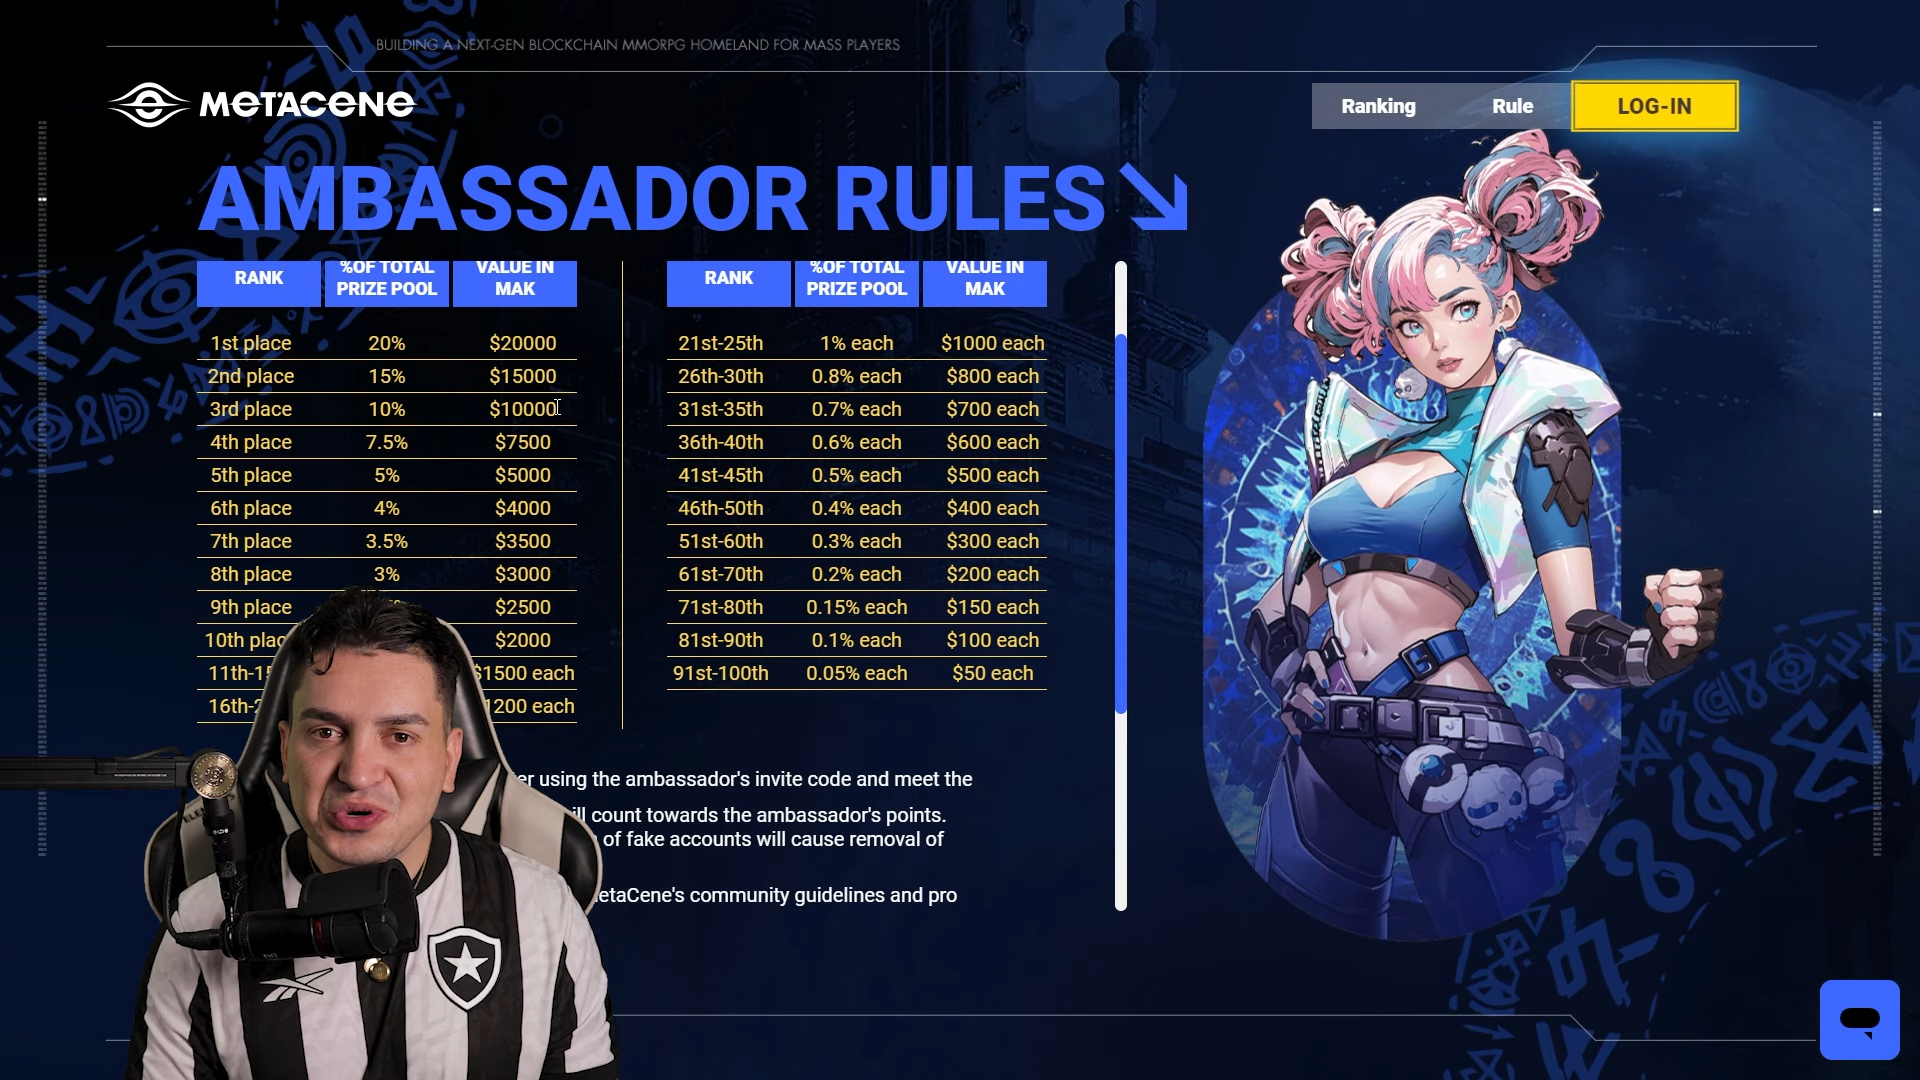 BUILDING A NEXT-GEN BLOCKCHAIN MMORPG HOMELAND FOR MASS PLAYERS
METACENE
Ranking Rule LOG-IN
AMBASSADOR RULES
RANK %OF TOTAL PRIZE POOL VALUE IN MAK
1st place 20% $20000
2nd place 15% $15000
3rd place 10% $10000
4th place 7.5% $7500
5th place 5% $5000
6th place 4% $4000
7th place 3.5% $3500
8th place 3% $3000
9th place $2500
10th plac $2000
11th-1 $1500 each
16th- 1200 each
RANK %OF TOTAL PRIZE POOL VALUE IN MAK
21st-25th 1% each $1000 each
26th-30th 0.8% each $800 each
31st-35th 0.7% each $700 each
36th-40th 0.6% each $600 each
41st-45th 0.5% each $500 each
46th-50th 0.4% each $400 each
51st-60th 0.3% each $300 each
61st-70th 0.2% each $200 each
71st-80th 0.15% each $150 each
81st-90th 0.1% each $100 each
91st-100th 0.05% each $50 each
er using the ambassador's invite code and meet the
ill count towards the ambassador's points.
of fake accounts will cause removal of
etaCene's community guidelines and pro